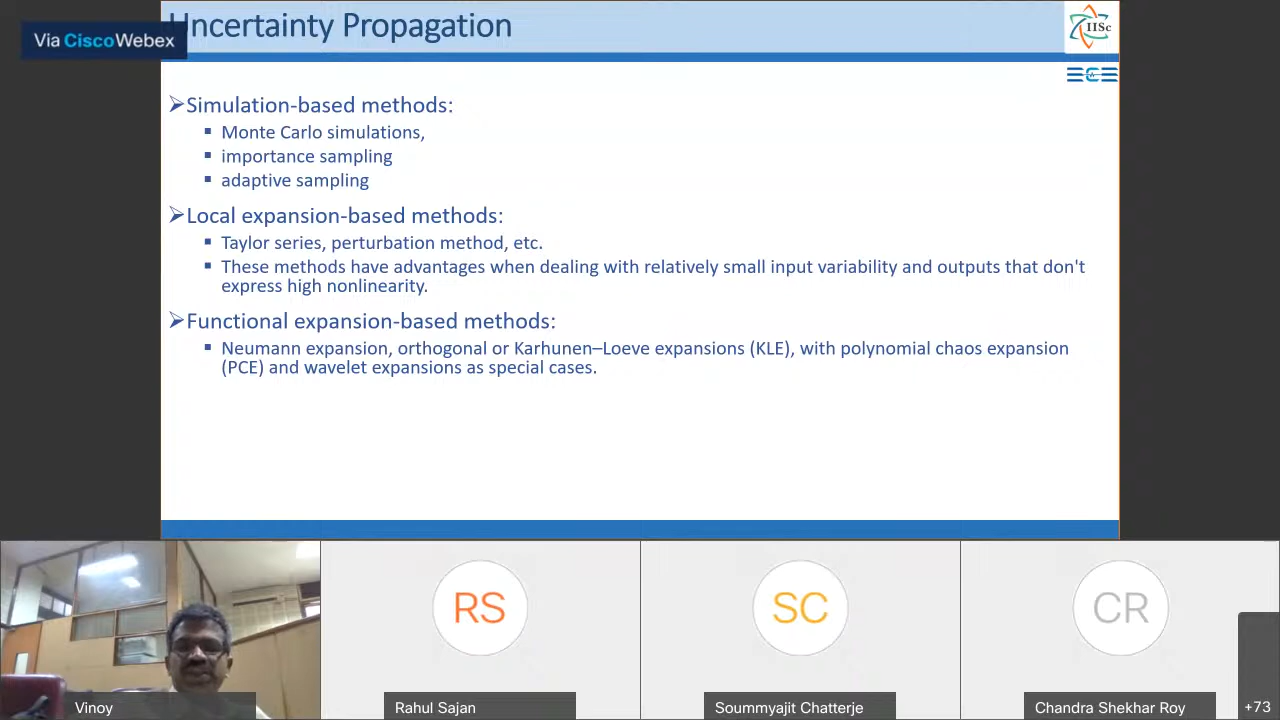 Via CiscoWebex
Uncertainty Propagation
IISc
ECE
➢Simulation-based methods:
▪ Monte Carlo simulations,
▪ importance sampling
▪ adaptive sampling
➢Local expansion-based methods:
▪ Taylor series, perturbation method, etc.
▪ These methods have advantages when dealing with relatively small input variability and outputs that don't
express high nonlinearity.
➢Functional expansion-based methods:
▪ Neumann expansion, orthogonal or Karhunen–Loeve expansions (KLE), with polynomial chaos expansion
(PCE) and wavelet expansions as special cases.
RS
SC
CR
Vinoy
Rahul Sajan
Soummyajit Chatterje
Chandra Shekhar Roy
+73